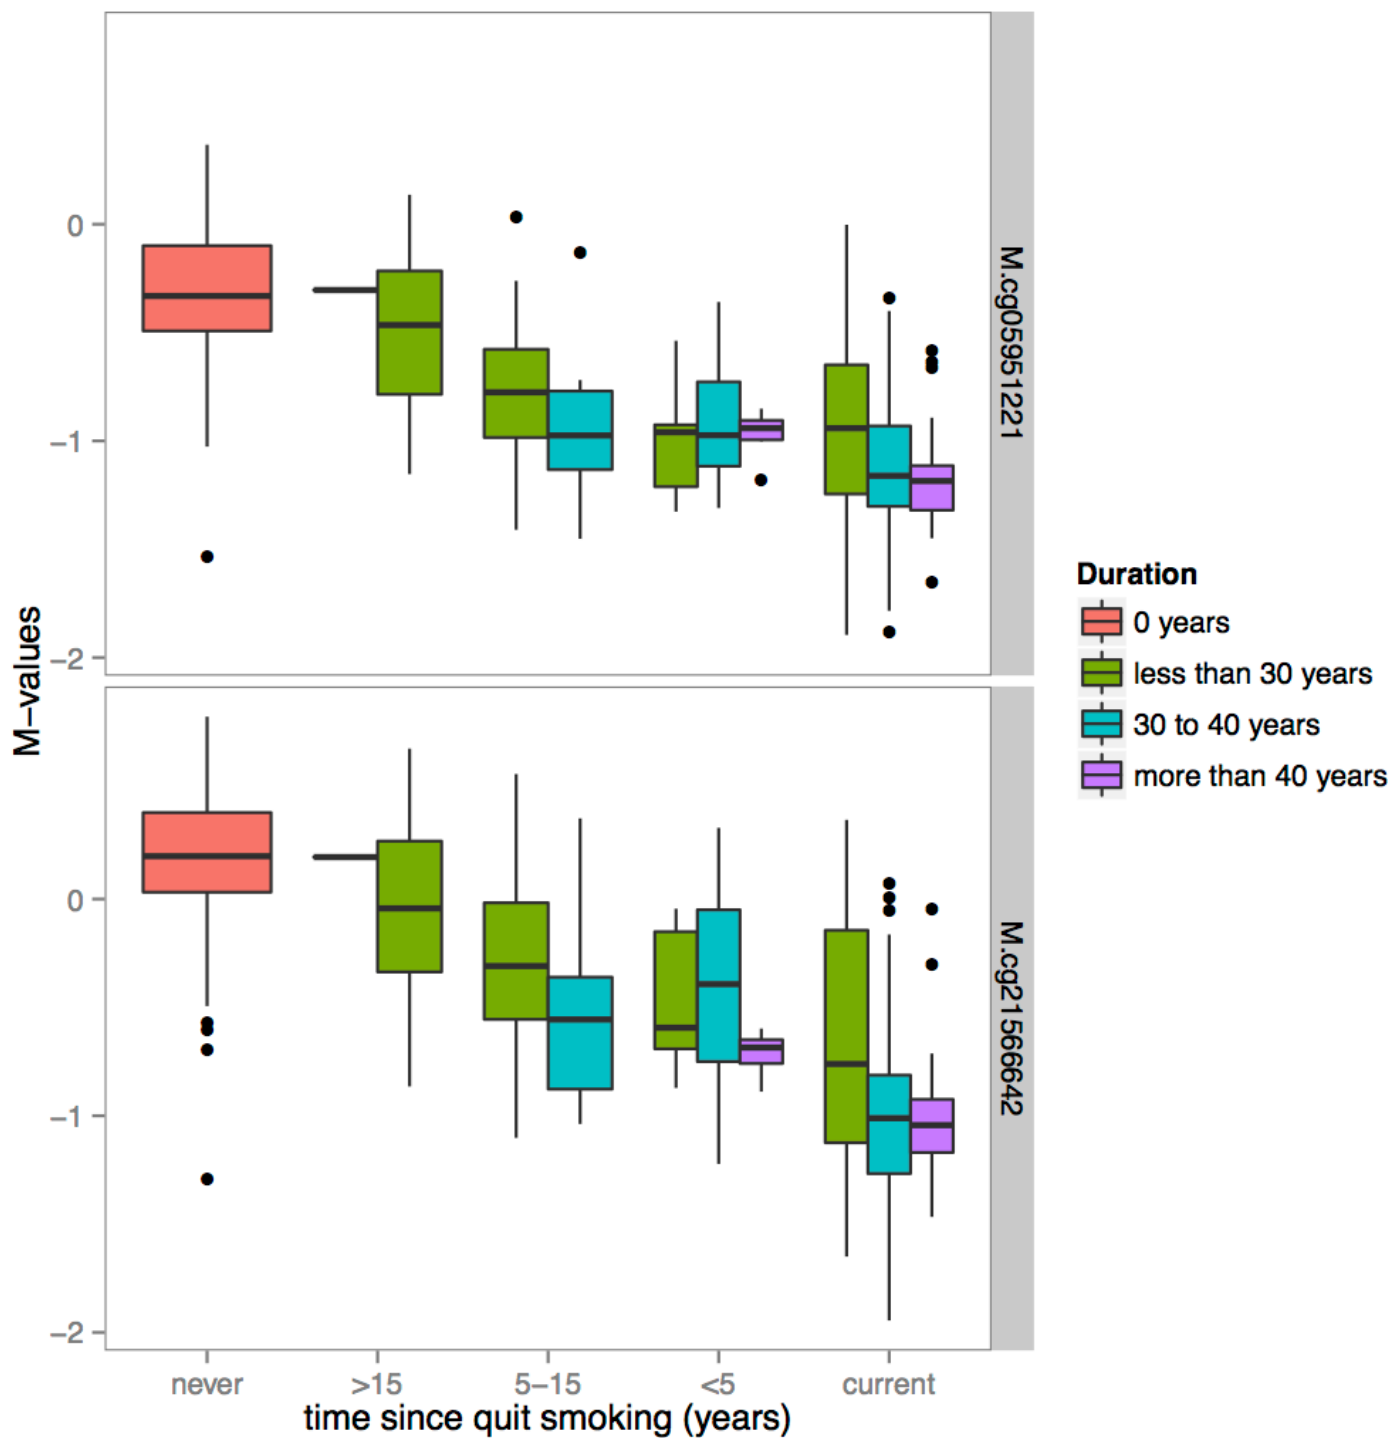 M−values
0
−1
−2
M.cg05951221
0
−1
−2
M.cg21566642
never
>15
5−15
<5
current
time since quit smoking (years)
Duration
0 years
less than 30 years
30 to 40 years
more than 40 years